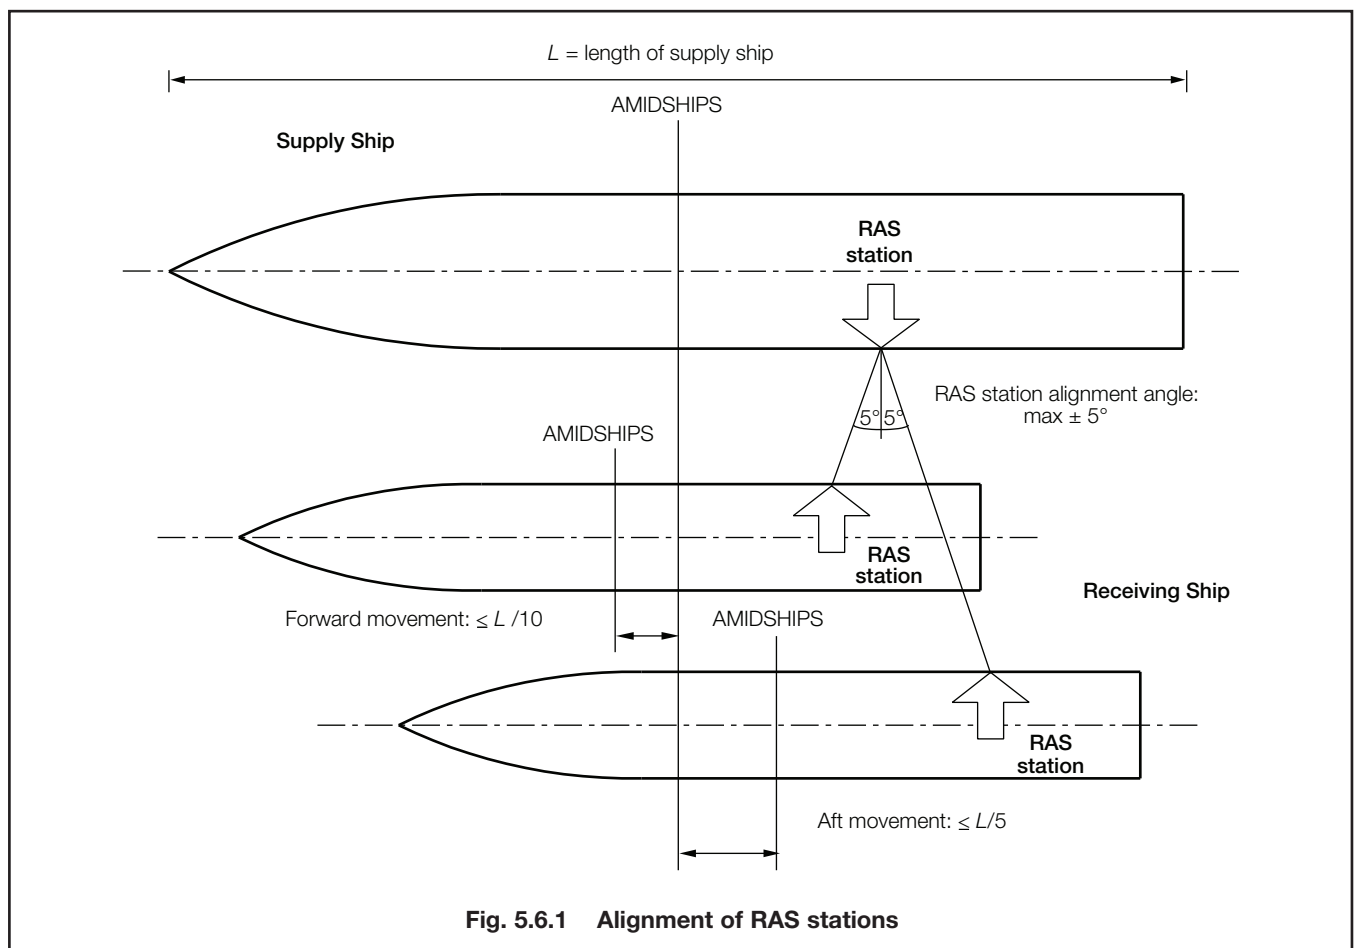 L = length of supply ship
AMIDSHIPS
Supply Ship
RAS
station
RAS station alignment angle:
max ± 5°
5° 5°
AMIDSHIPS
RAS
station
Receiving Ship
Forward movement: ≤ L /10
AMIDSHIPS
RAS
station
Aft movement: ≤ L/5
Fig. 5.6.1 Alignment of RAS stations